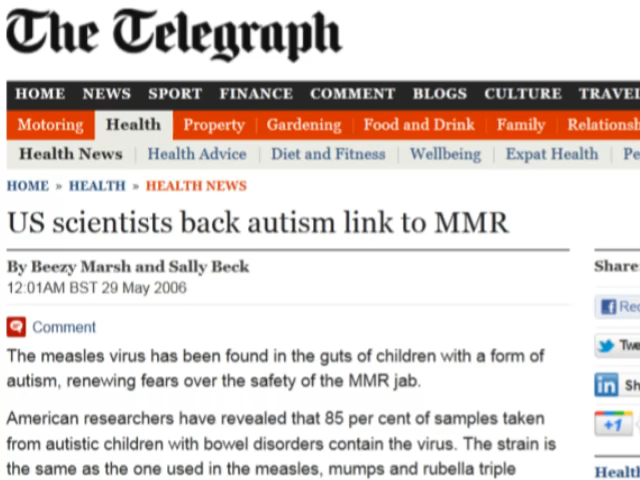 The Telegraph
HOME NEWS SPORT FINANCE COMMENT BLOGS CULTURE TRAVEL
Motoring Health Property Gardening Food and Drink Family
Health News Health Advice Diet and Fitness Wellbeing Expat Health
HOME » HEALTH » HEALTH NEWS
US scientists back autism link to MMR
By Beezy Marsh and Sally Beck
12:01AM BST 29 May 2006
Share
Comment
The measles virus has been found in the guts of children with a form of
autism, renewing fears over the safety of the MMR jab.
American researchers have revealed that 85 per cent of samples taken
from autistic children with bowel disorders contain the virus. The strain is
the same as the one used in the measles, mumps and rubella triple
in
+1